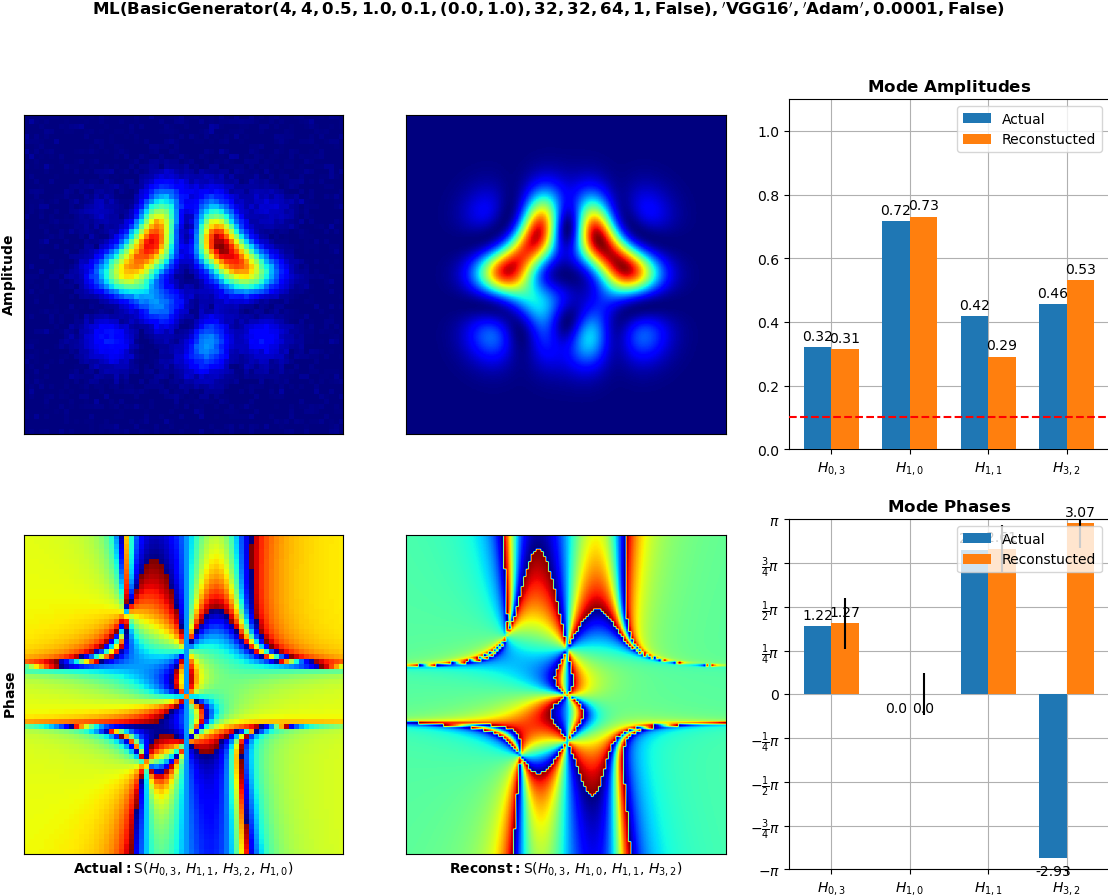 ML(BasicGenerator(4, 4, 0.5, 1.0, 0.1, (0.0, 1.0), 32, 32, 64, 1, False), ′VGG16′, ′Adam′, 0.0001, False)
Amplitude
Mode Amplitudes
Actual
Reconstucted
1.0
0.8
0.6
0.4
0.2
0.0
0.32
0.31
0.72
0.73
0.42
0.29
0.46
0.53
H0,3
H1,0
H1,1
H3,2
Phase
Actual: S(H0,3, H1,1, H3,2, H1,0)
Reconst: S(H0,3, H1,0, H1,1, H3,2)
Mode Phases
Actual
Reconstucted
π
3/4π
1/2π
1/4π
0
−1/4π
−1/2π
−3/4π
−π
1.22
1.27
0.0
0.0
3.07
-2.93
H0,3
H1,0
H1,1
H3,2